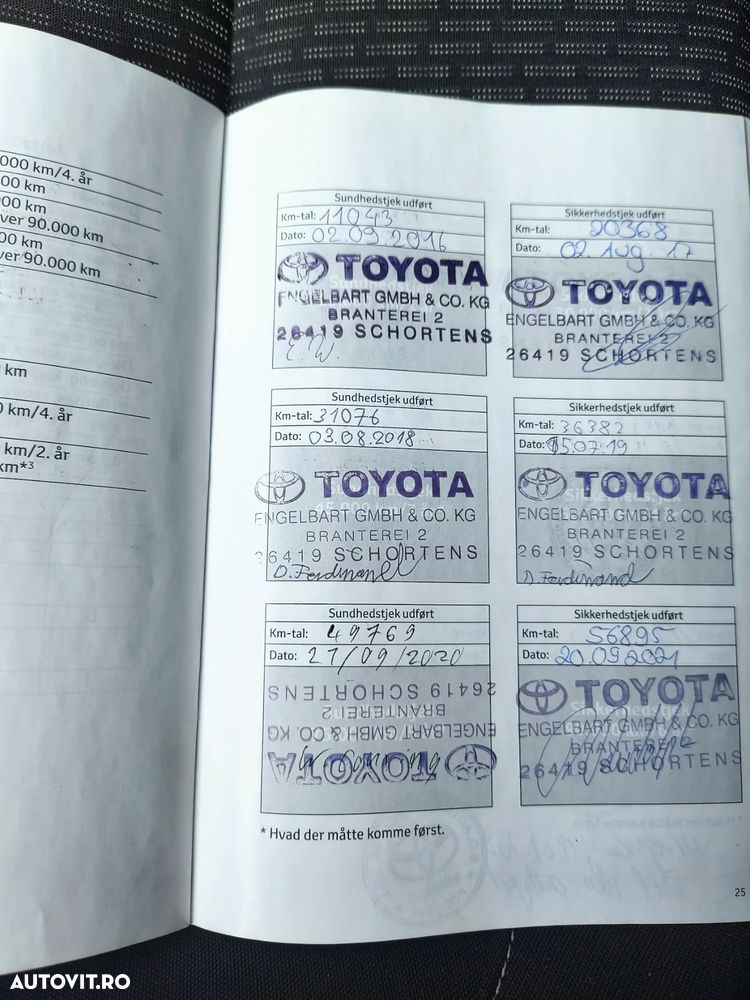 000 km/4. år
00 km
00 km
ver 90.000 km
00 km
ver 90.000 km
km
0 km/4. år
km/2. år
km*3
Sundhedstjek udført
Km-tal: 11043
Dato: 02.09.2016
TOYOTA
ENGELBART GMBH & CO. KG
BRANTEREI 2
26419 SCHORTENS
E.W.
Sikkerhedstjek udført
Km-tal: 20368
Dato: 02. Aug. 17
TOYOTA
ENGELBART GMBH & CO. KG
BRANTEREI 2
26419 SCHORTENS
Sundhedstjek udført
Km-tal: 31076
Dato: 03.08.2018
TOYOTA
ENGELBART GMBH & CO. KG
BRANTEREI 2
26419 SCHORTENS
D. Ferdinand
Sikkerhedstjek udført
Km-tal: 36382
Dato: 15.07.19
TOYOTA
ENGELBART GMBH & CO. KG
BRANTEREI 2
26419 SCHORTENS
D. Ferdinand
Sundhedstjek udført
Km-tal: 49769
Dato: 21/09/2020
TOYOTA
ENGELBART GMBH & CO. KG
BRANTEREI 2
26419 SCHORTENS
Sikkerhedstjek udført
Km-tal: 56895
Dato: 20.09.2021
TOYOTA
ENGELBART GMBH & CO. KG
BRANTEREI 2
26419 SCHORTENS
* Hvad der måtte komme først.
25
AUTOVIT.RO